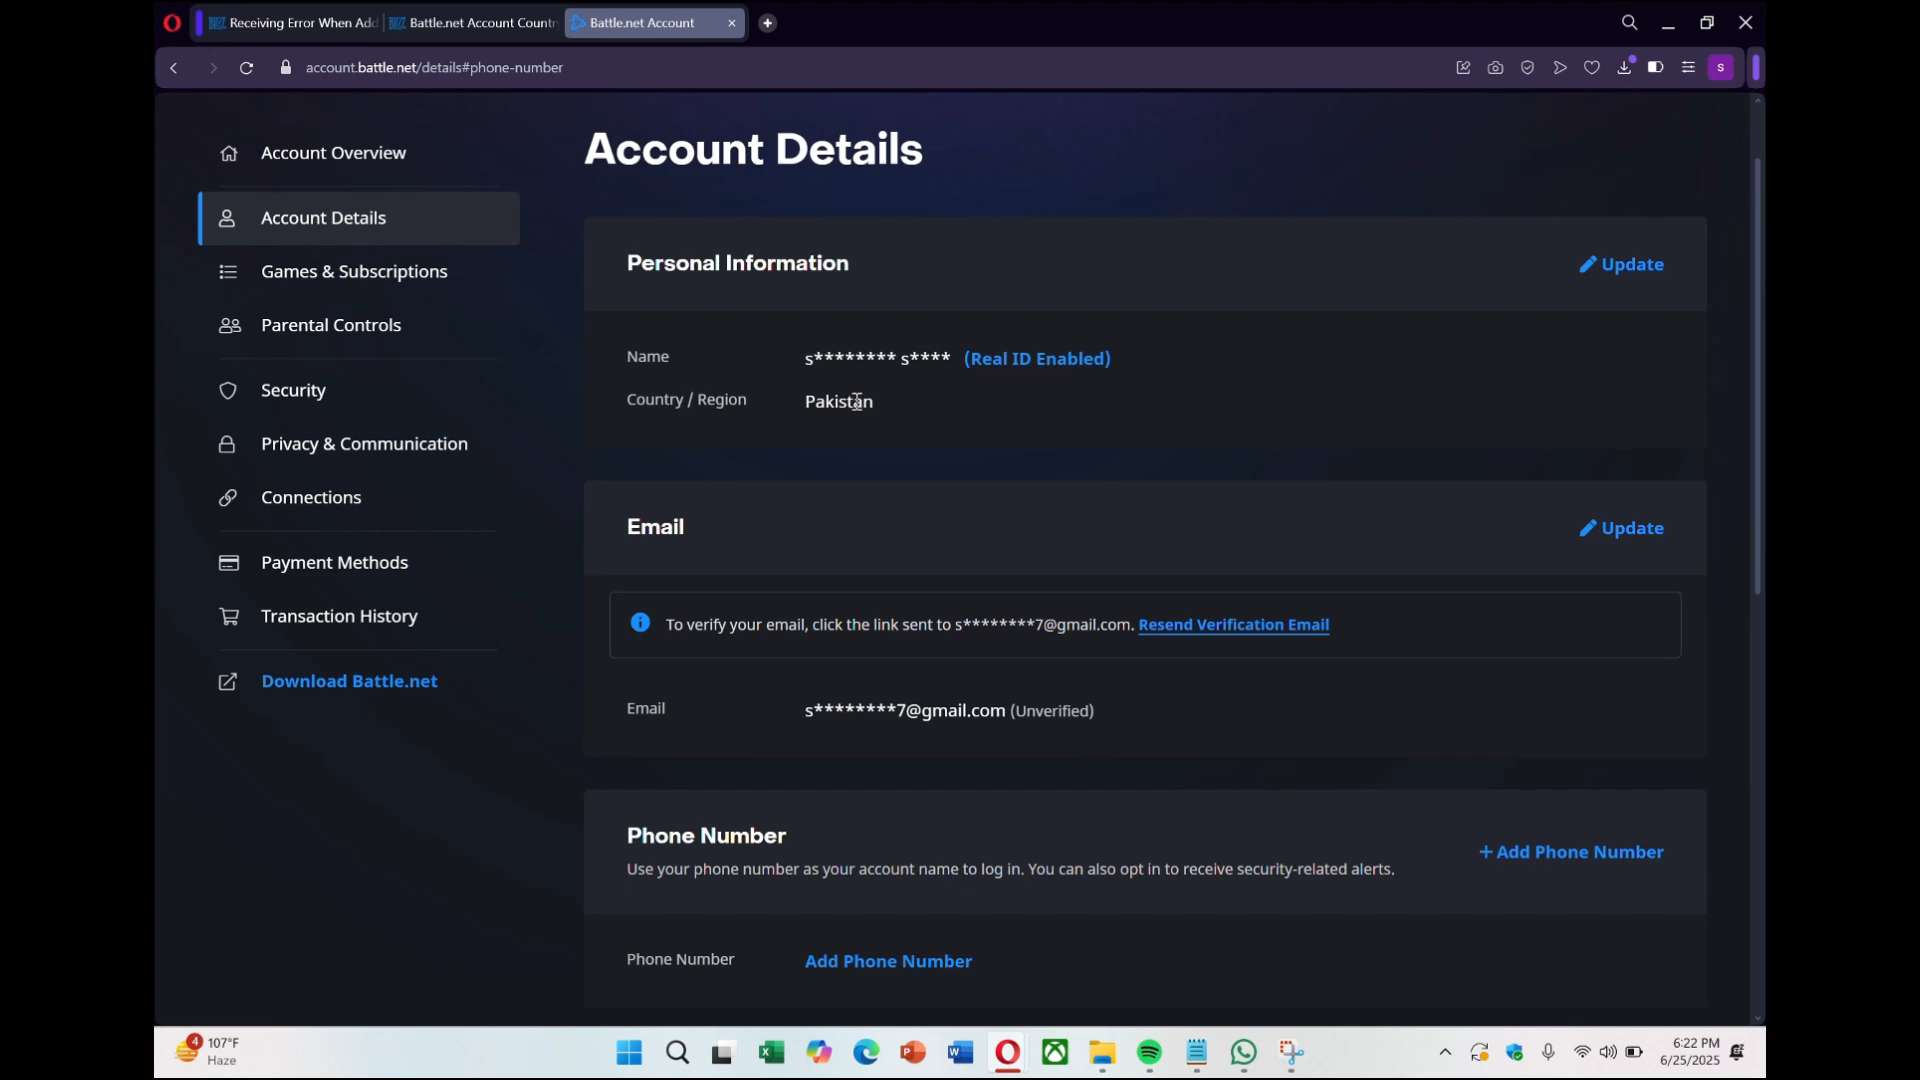 Receiving Error When Add
Battle.net Account Countr
Battle.net Account
account.battle.net/details#phone-number
S
Account Overview
Account Details
Games & Subscriptions
Parental Controls
Security
Privacy & Communication
Connections
Payment Methods
Transaction History
Download Battle.net
Account Details
Personal Information
Update
Name
s******** s**** (Real ID Enabled)
Country / Region
Pakistan
Email
Update
To verify your email, click the link sent to s********7@gmail.com. Resend Verification Email
Email
s********7@gmail.com (Unverified)
Phone Number
Use your phone number as your account name to log in. You can also opt in to receive security-related alerts.
+ Add Phone Number
Phone Number
Add Phone Number
4
107°F
Haze
6:22 PM
6/25/2025